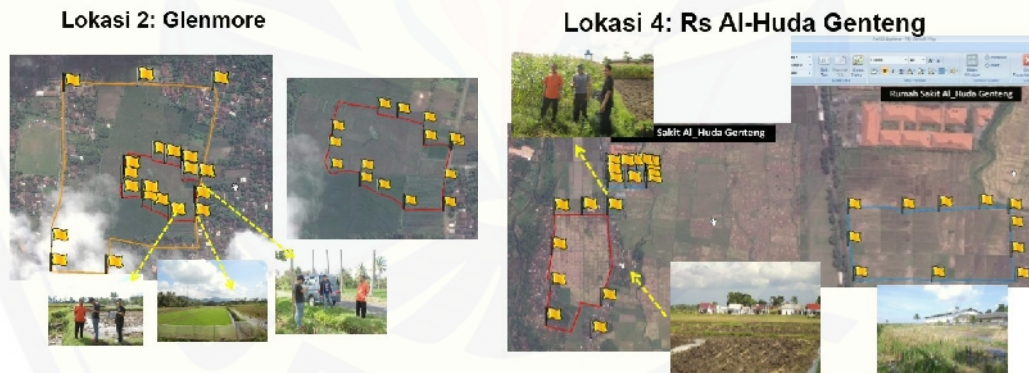 Lokasi 2: Glenmore
Lokasi 4: Rs Al-Huda Genteng
Sakit Al_Huda Genteng
Rumah Sakit Al_Huda Genteng